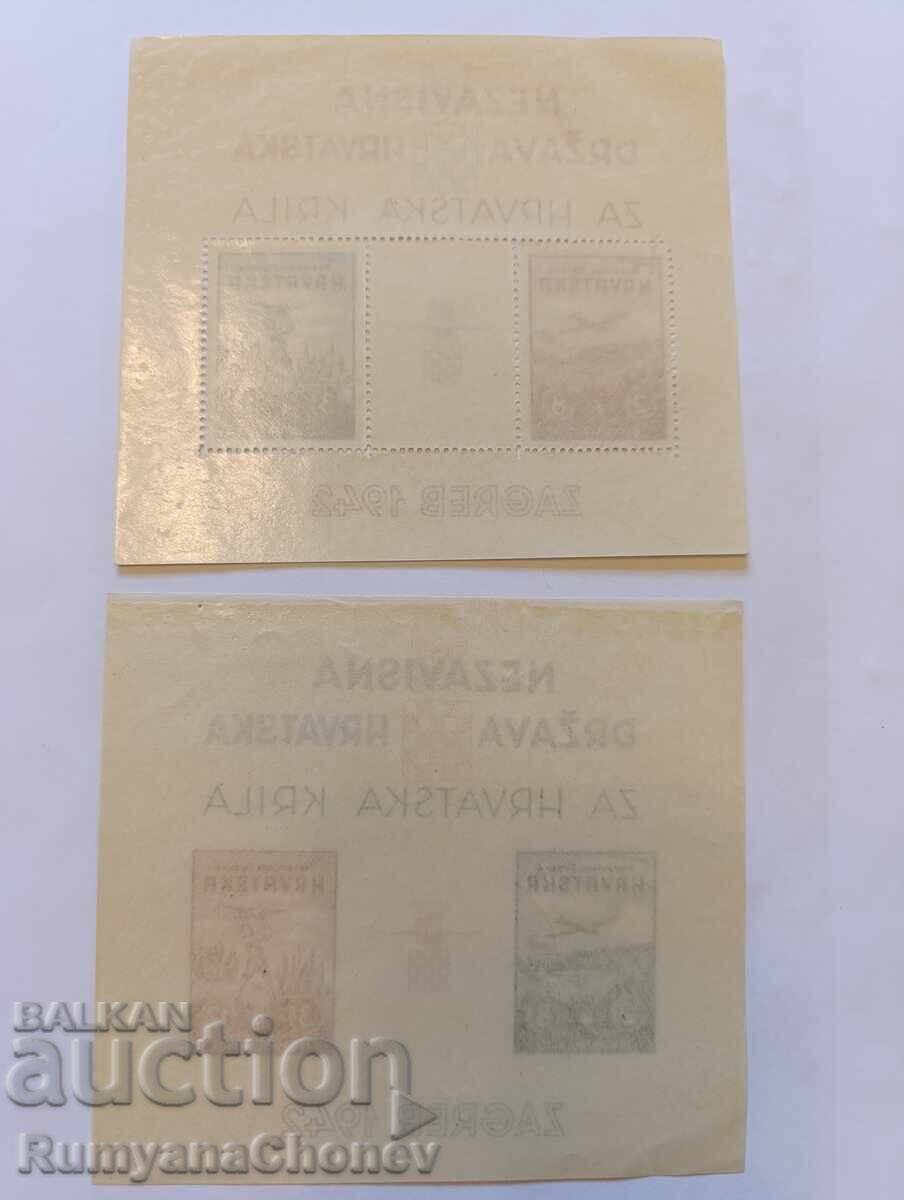 NEZAVISNA
DRŽAVA HRVATSKA
ZA HRVATSKA KRILA
HRVATSKA
HRVATSKA
ZAGREB 1942
NEZAVISNA
DRŽAVA HRVATSKA
ZA HRVATSKA KRILA
HRVATSKA
HRVATSKA
ZAGREB 1942
BALKAN
auction
RumyanaChonev